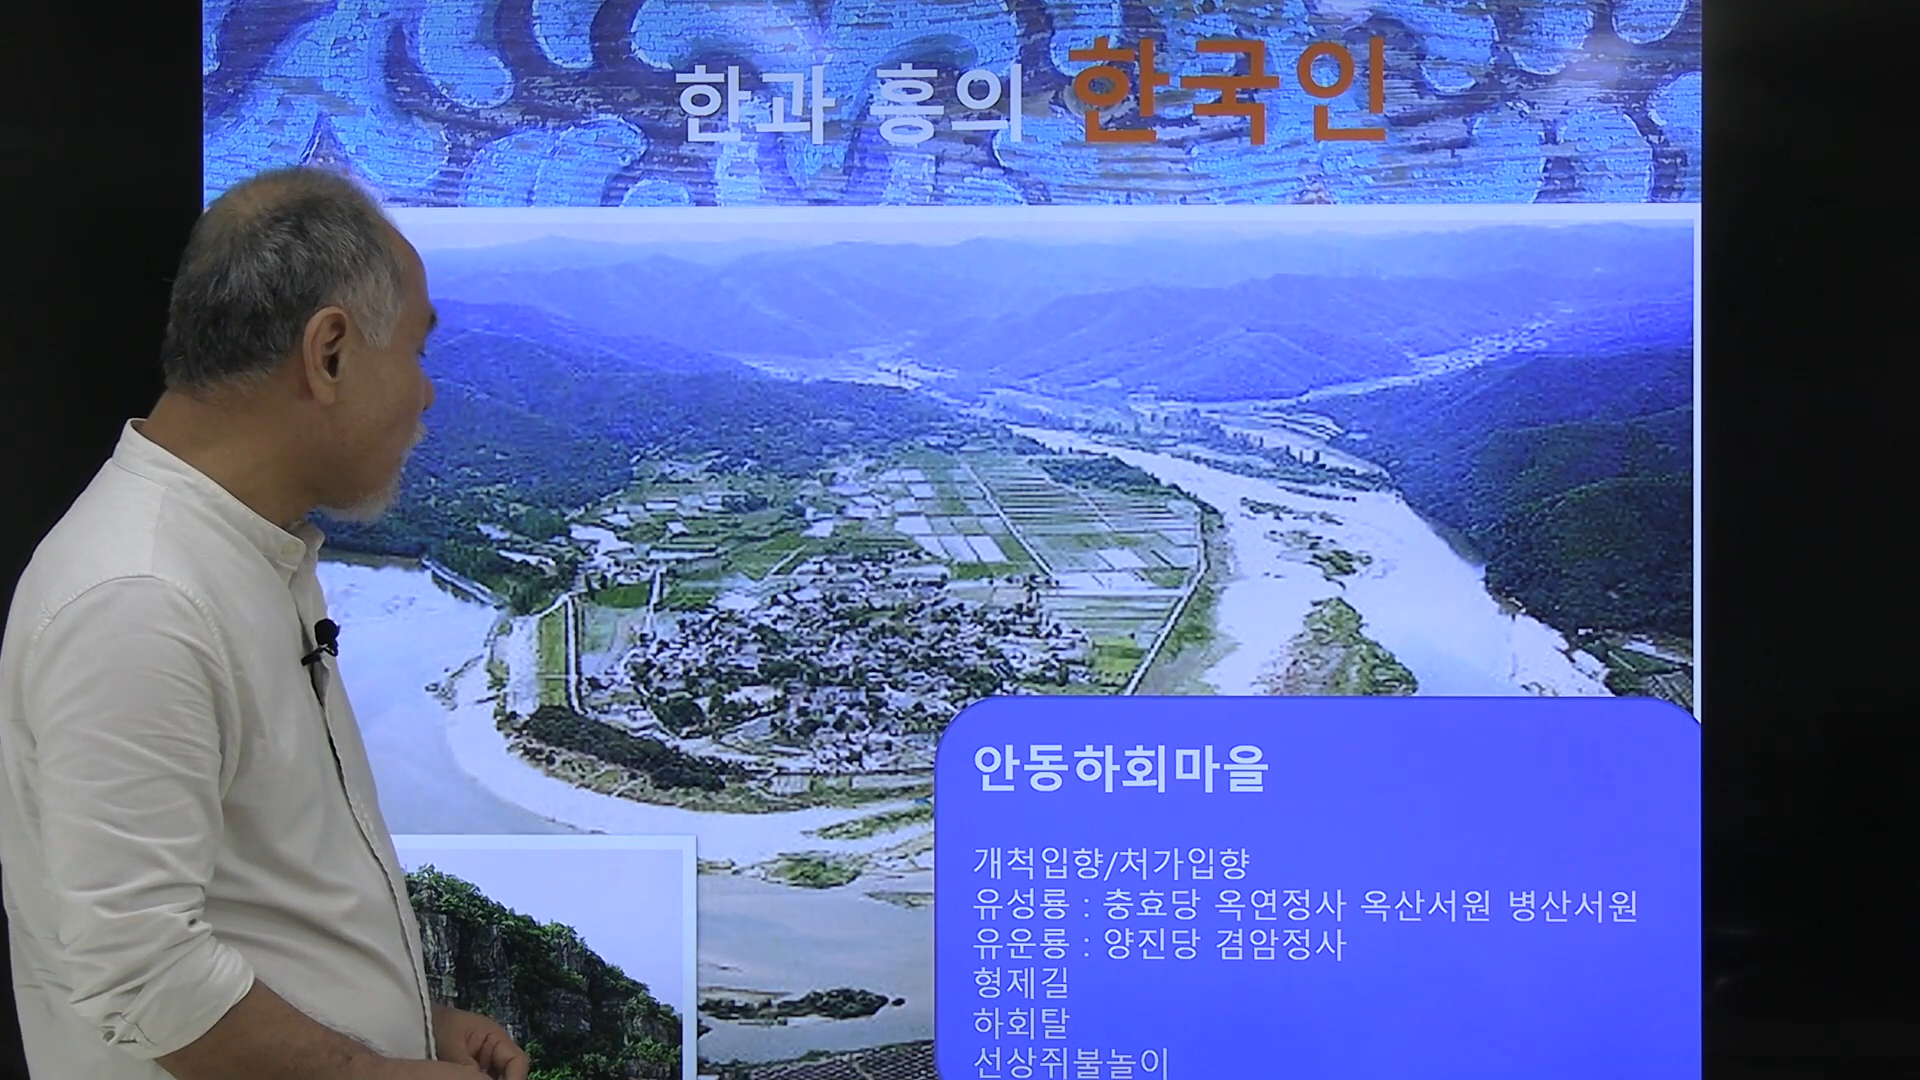 한과 흥의 한국인
안동하회마을
개척입향/처가입향
유성룡 : 충효당 옥연정사 옥산서원 병산서원
유운룡 : 양진당 겸암정사
형제길
하회탈
선상쥐불놀이